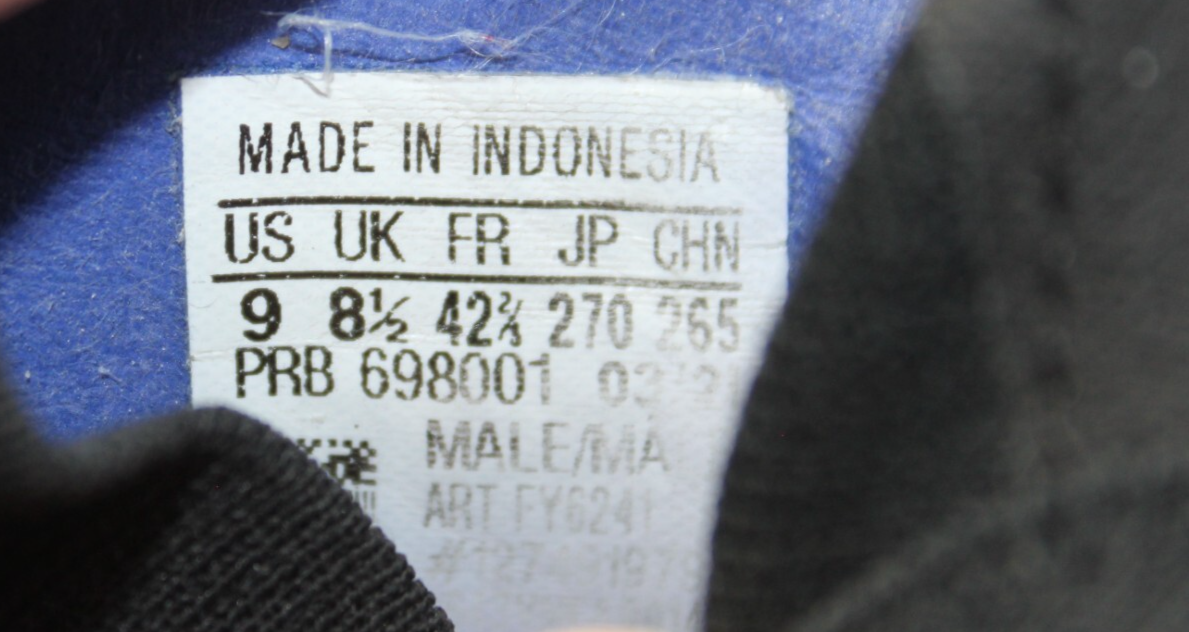 MADE IN INDONESIA
US UK FR JP CHN
9 8½ 42⅔ 270 265
PRB 698001
MALE/MA
ART FY6241